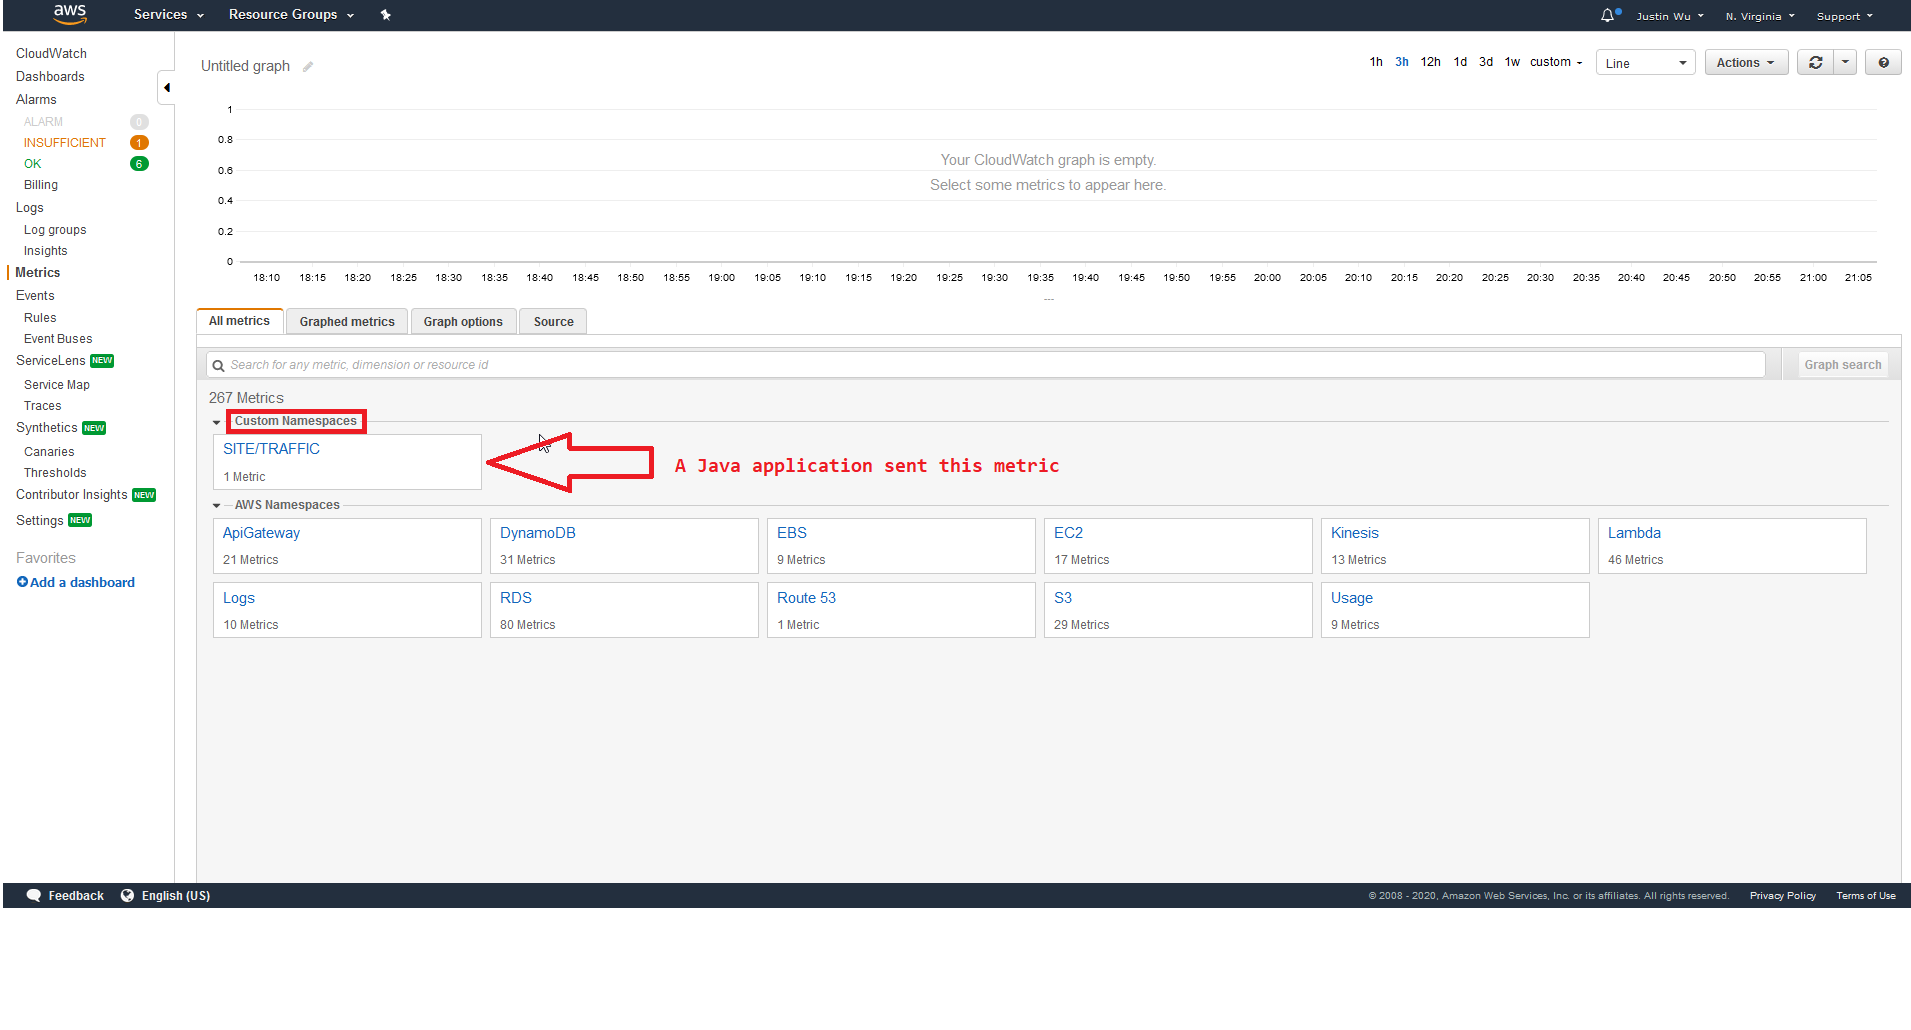 aws
Services
Resource Groups
Justin Wu
N. Virginia
Support
CloudWatch
Dashboards
Alarms
ALARM 0
INSUFFICIENT 1
OK 6
Billing
Logs
Log groups
Insights
Metrics
Events
Rules
Event Buses
ServiceLens NEW
Service Map
Traces
Synthetics NEW
Canaries
Thresholds
Contributor Insights NEW
Settings NEW
Favorites
Add a dashboard
Untitled graph
1h 3h 12h 1d 3d 1w custom
Line
Actions
?
1
0.8
0.6
0.4
0.2
0
Your CloudWatch graph is empty.
Select some metrics to appear here.
18:10 18:15 18:20 18:25 18:30 18:35 18:40 18:45 18:50 18:55 19:00 19:05 19:10 19:15 19:20 19:25 19:30 19:35 19:40 19:45 19:50 19:55 20:00 20:05 20:10 20:15 20:20 20:25 20:30 20:35 20:40 20:45 20:50 20:55 21:00 21:05
---
All metrics
Graphed metrics
Graph options
Source
Search for any metric, dimension or resource id
Graph search
267 Metrics
Custom Namespaces
SITE/TRAFFIC
1 Metric
A Java application sent this metric
AWS Namespaces
ApiGateway
21 Metrics
DynamoDB
31 Metrics
EBS
9 Metrics
EC2
17 Metrics
Kinesis
13 Metrics
Lambda
46 Metrics
Logs
10 Metrics
RDS
80 Metrics
Route 53
1 Metric
S3
29 Metrics
Usage
9 Metrics
Feedback
English (US)
© 2008 - 2020, Amazon Web Services, Inc. or its affiliates. All rights reserved.
Privacy Policy
Terms of Use